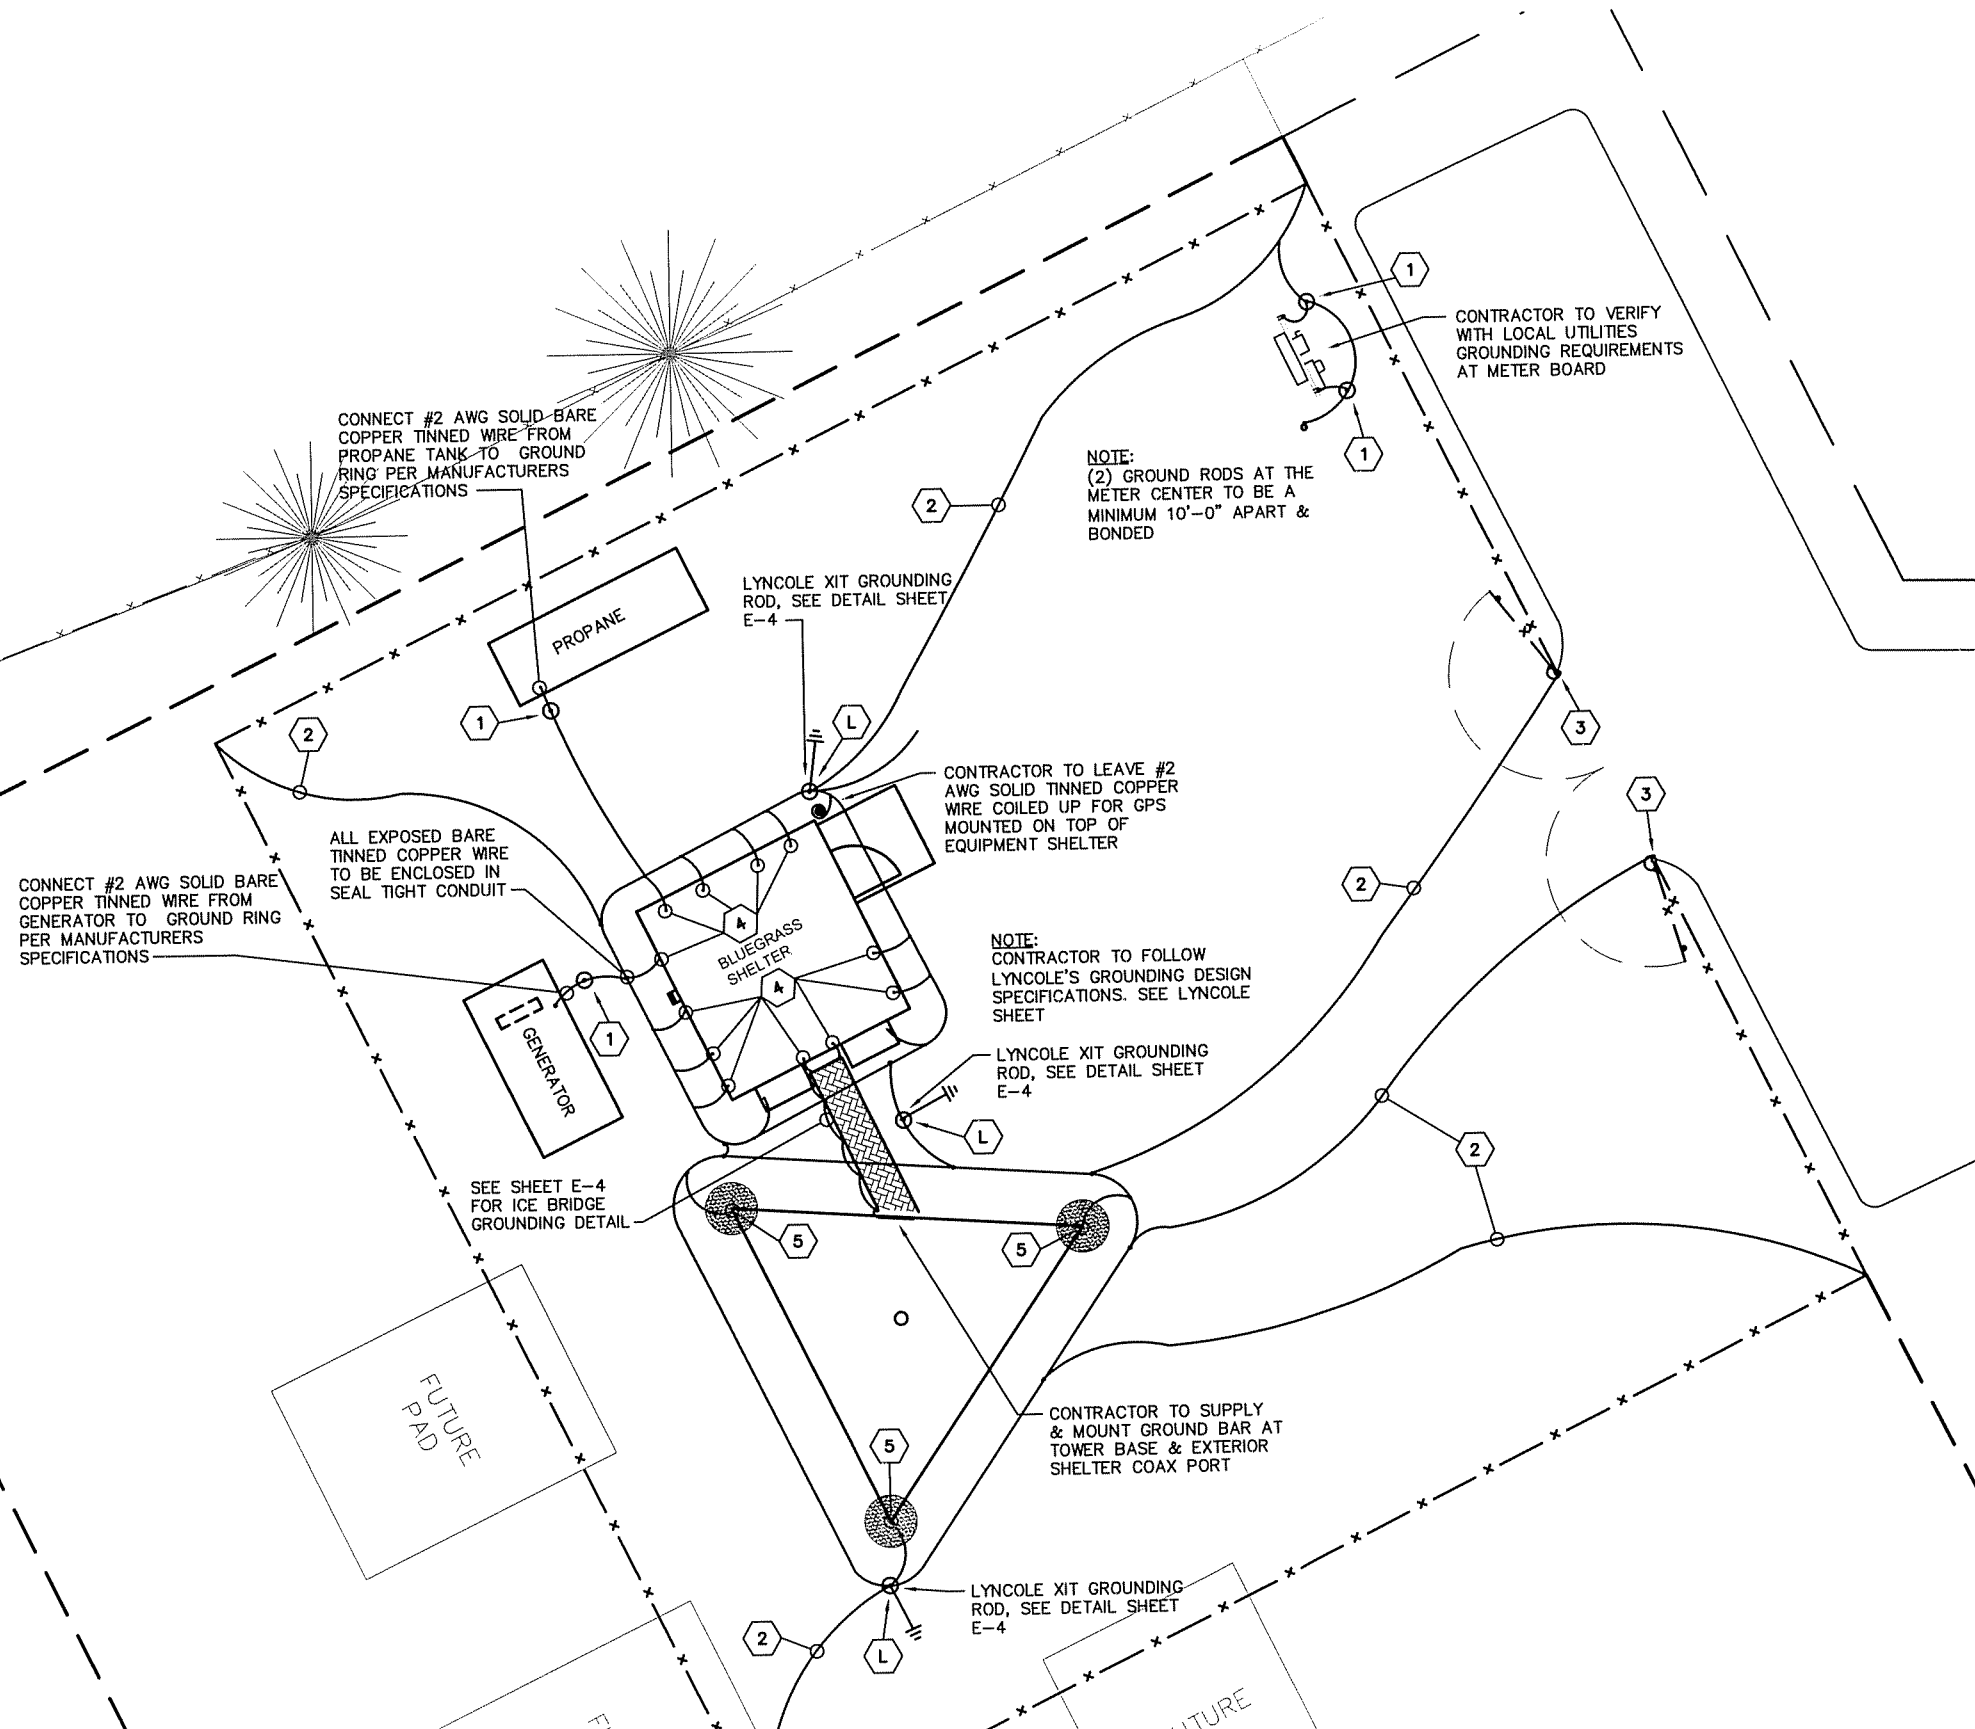 1
CONTRACTOR TO VERIFY
WITH LOCAL UTILITIES
GROUNDING REQUIREMENTS
AT METER BOARD
1
CONNECT #2 AWG SOLID BARE
COPPER TINNED WIRE FROM
PROPANE TANK TO GROUND
RING PER MANUFACTURERS
SPECIFICATIONS
NOTE:
(2) GROUND RODS AT THE
METER CENTER TO BE A
MINIMUM 10'-0" APART &
BONDED
2
LYNCOLE XIT GROUNDING
ROD, SEE DETAIL SHEET
E-4
PROPANE
1
L
2
3
3
CONTRACTOR TO LEAVE #2
AWG SOLID TINNED COPPER
WIRE COILED UP FOR GPS
MOUNTED ON TOP OF
EQUIPMENT SHELTER
ALL EXPOSED BARE
TINNED COPPER WIRE
TO BE ENCLOSED IN
SEAL TIGHT CONDUIT
CONNECT #2 AWG SOLID BARE
COPPER TINNED WIRE FROM
GENERATOR TO GROUND RING
PER MANUFACTURERS
SPECIFICATIONS
2
4
BLUEGRASS
SHELTER
4
NOTE:
CONTRACTOR TO FOLLOW
LYNCOLE'S GROUNDING DESIGN
SPECIFICATIONS. SEE LYNCOLE
SHEET
1
GENERATOR
LYNCOLE XIT GROUNDING
ROD, SEE DETAIL SHEET
E-4
L
2
SEE SHEET E-4
FOR ICE BRIDGE
GROUNDING DETAIL
5
5
FUTURE
PAD
CONTRACTOR TO SUPPLY
& MOUNT GROUND BAR AT
TOWER BASE & EXTERIOR
SHELTER COAX PORT
5
LYNCOLE XIT GROUNDING
ROD, SEE DETAIL SHEET
E-4
2
L
UTURE